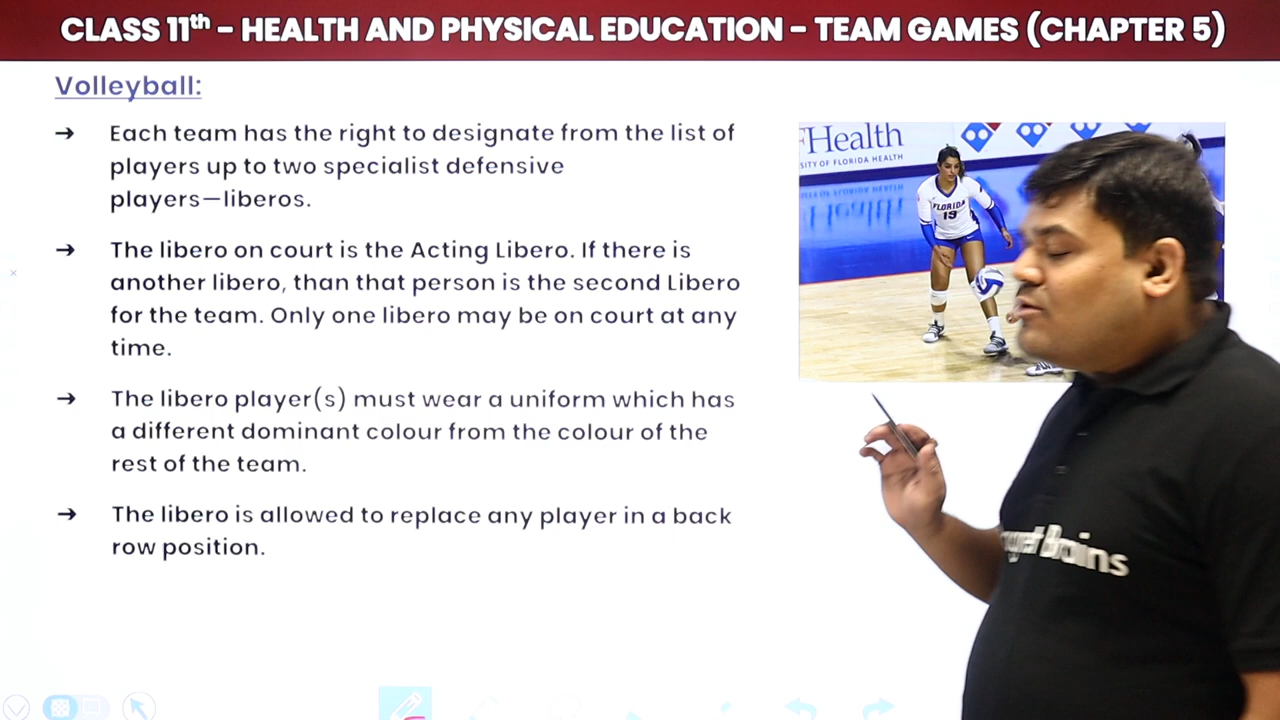 CLASS 11th – HEALTH AND PHYSICAL EDUCATION – TEAM GAMES (CHAPTER 5)
Volleyball:
➔ Each team has the right to designate from the list of
players up to two specialist defensive
players—liberos.
➔ The libero on court is the Acting Libero. If there is
another libero, than that person is the second Libero
for the team. Only one libero may be on court at any
time.
➔ The libero player(s) must wear a uniform which has
a different dominant colour from the colour of the
rest of the team.
➔ The libero is allowed to replace any player in a back
row position.
Health
SITY OF FLORIDA HEALTH
FLORIDA
19
Brains